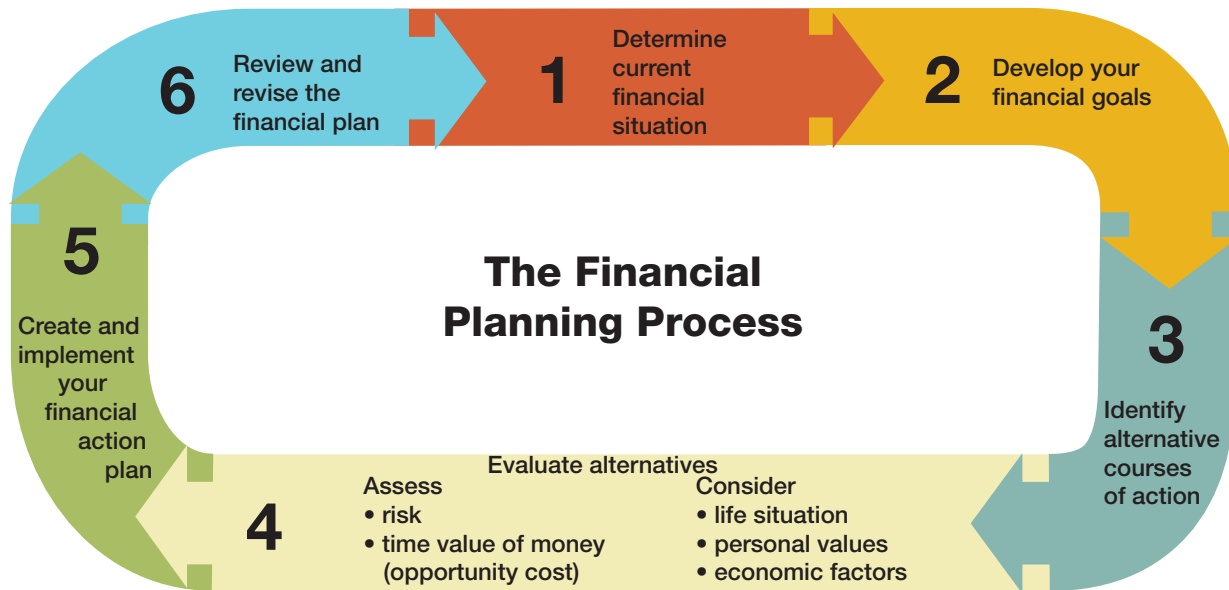 The Financial
Planning Process
1
Determine
current
financial
situation
2
Develop your
financial goals
3
Identify
alternative
courses
of action
4
Evaluate alternatives
Assess
• risk
• time value of money
(opportunity cost)
Consider
• life situation
• personal values
• economic factors
5
Create and
implement
your
financial
action
plan
6
Review and
revise the
financial plan